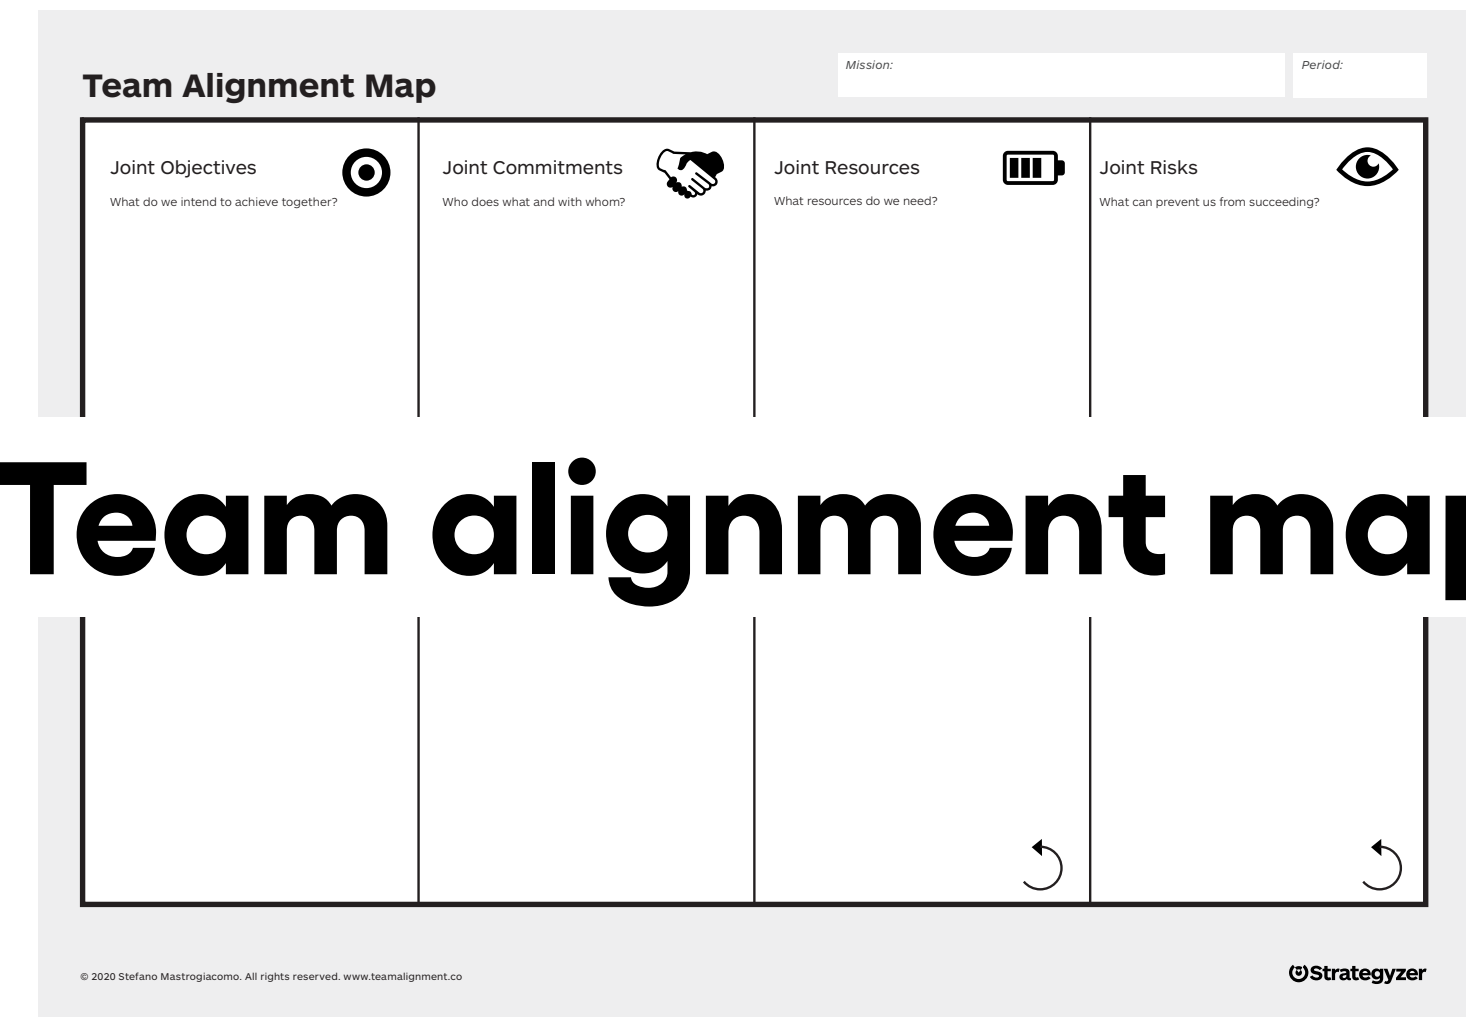 Team Alignment Map
Mission:
Period:
Joint Objectives
What do we intend to achieve together?
Joint Commitments
Who does what and with whom?
Joint Resources
What resources do we need?
Joint Risks
What can prevent us from succeeding?
Team alignment map
© 2020 Stefano Mastrogiacomo. All rights reserved. www.teamalignment.co
Strategyzer